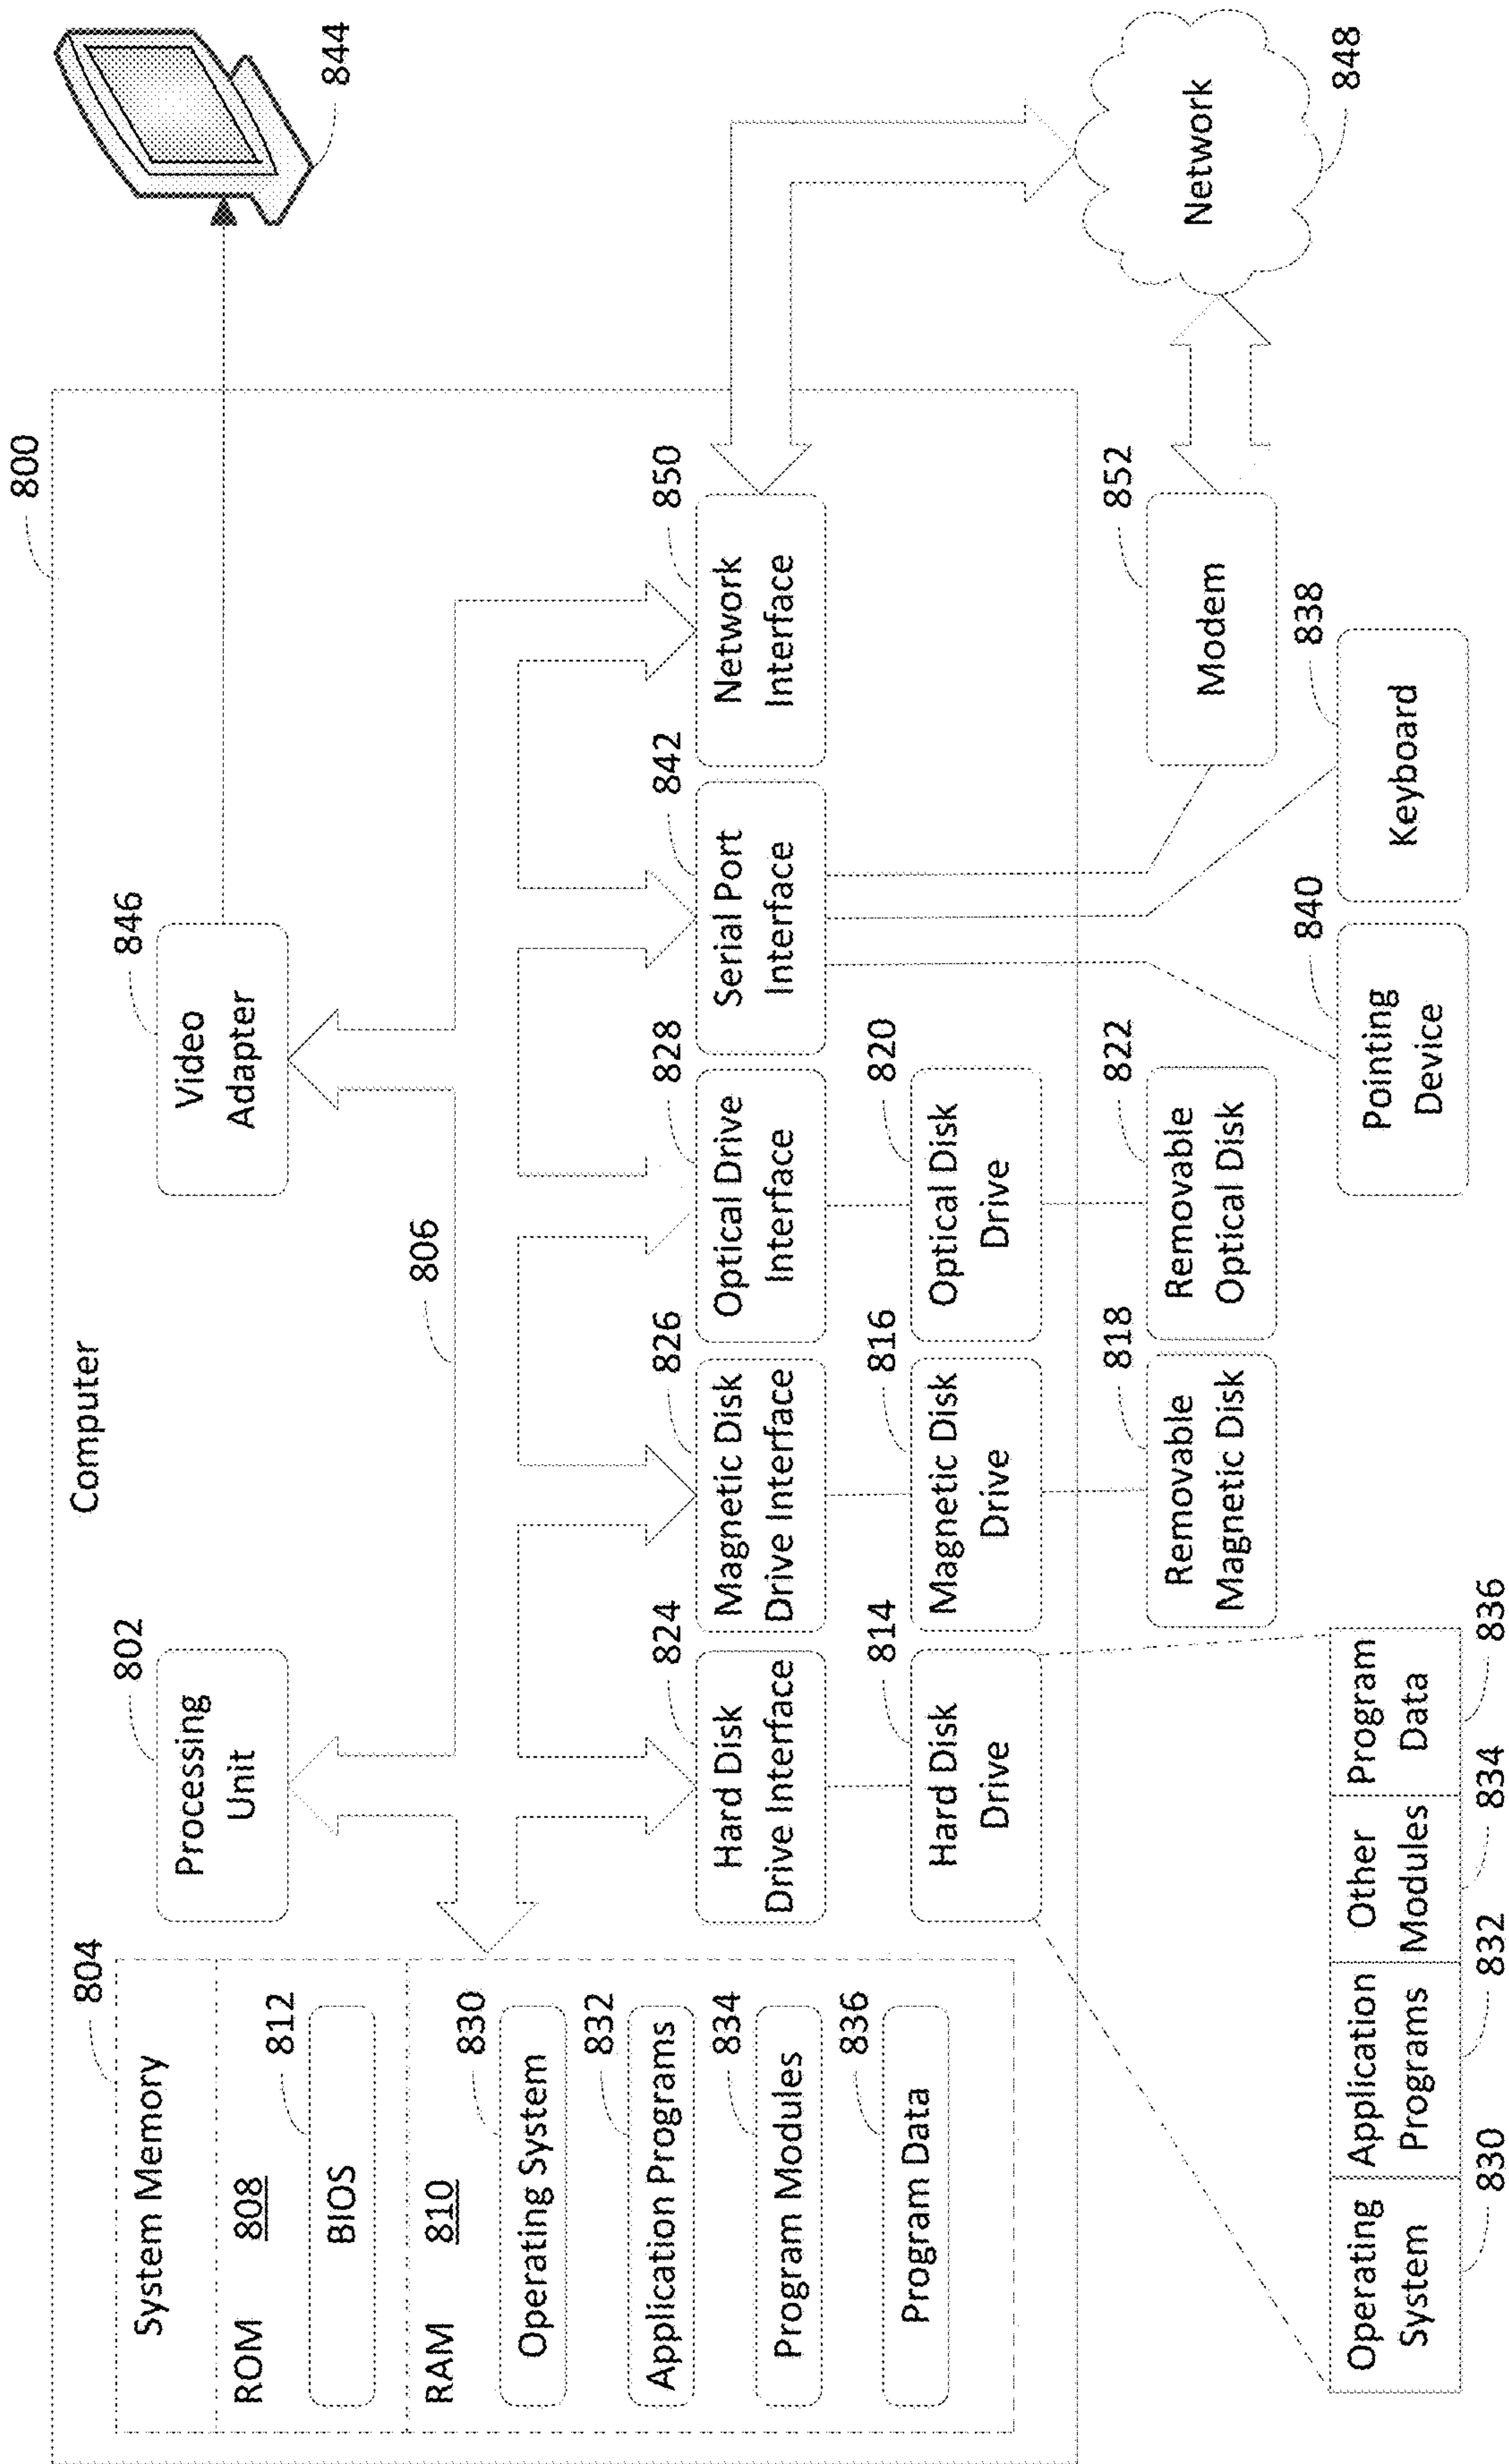 800
Computer
804
System Memory
ROM
808
812
BIOS
RAM
810
830
Operating System
832
Application Programs
834
Program Modules
836
Program Data
802
Processing
Unit
806
846
Video
Adapter
844
824
Hard Disk
Drive Interface
826
Magnetic Disk
Drive Interface
828
Optical Drive
Interface
842
Serial Port
Interface
850
Network
Interface
814
Hard Disk
Drive
816
Magnetic Disk
Drive
820
Optical Disk
Drive
818
Removable
Magnetic Disk
822
Removable
Optical Disk
852
Modem
Network
848
Operating
System
830
Application
Programs
832
Other
Modules
834
Program
Data
836
840
Pointing
Device
838
Keyboard